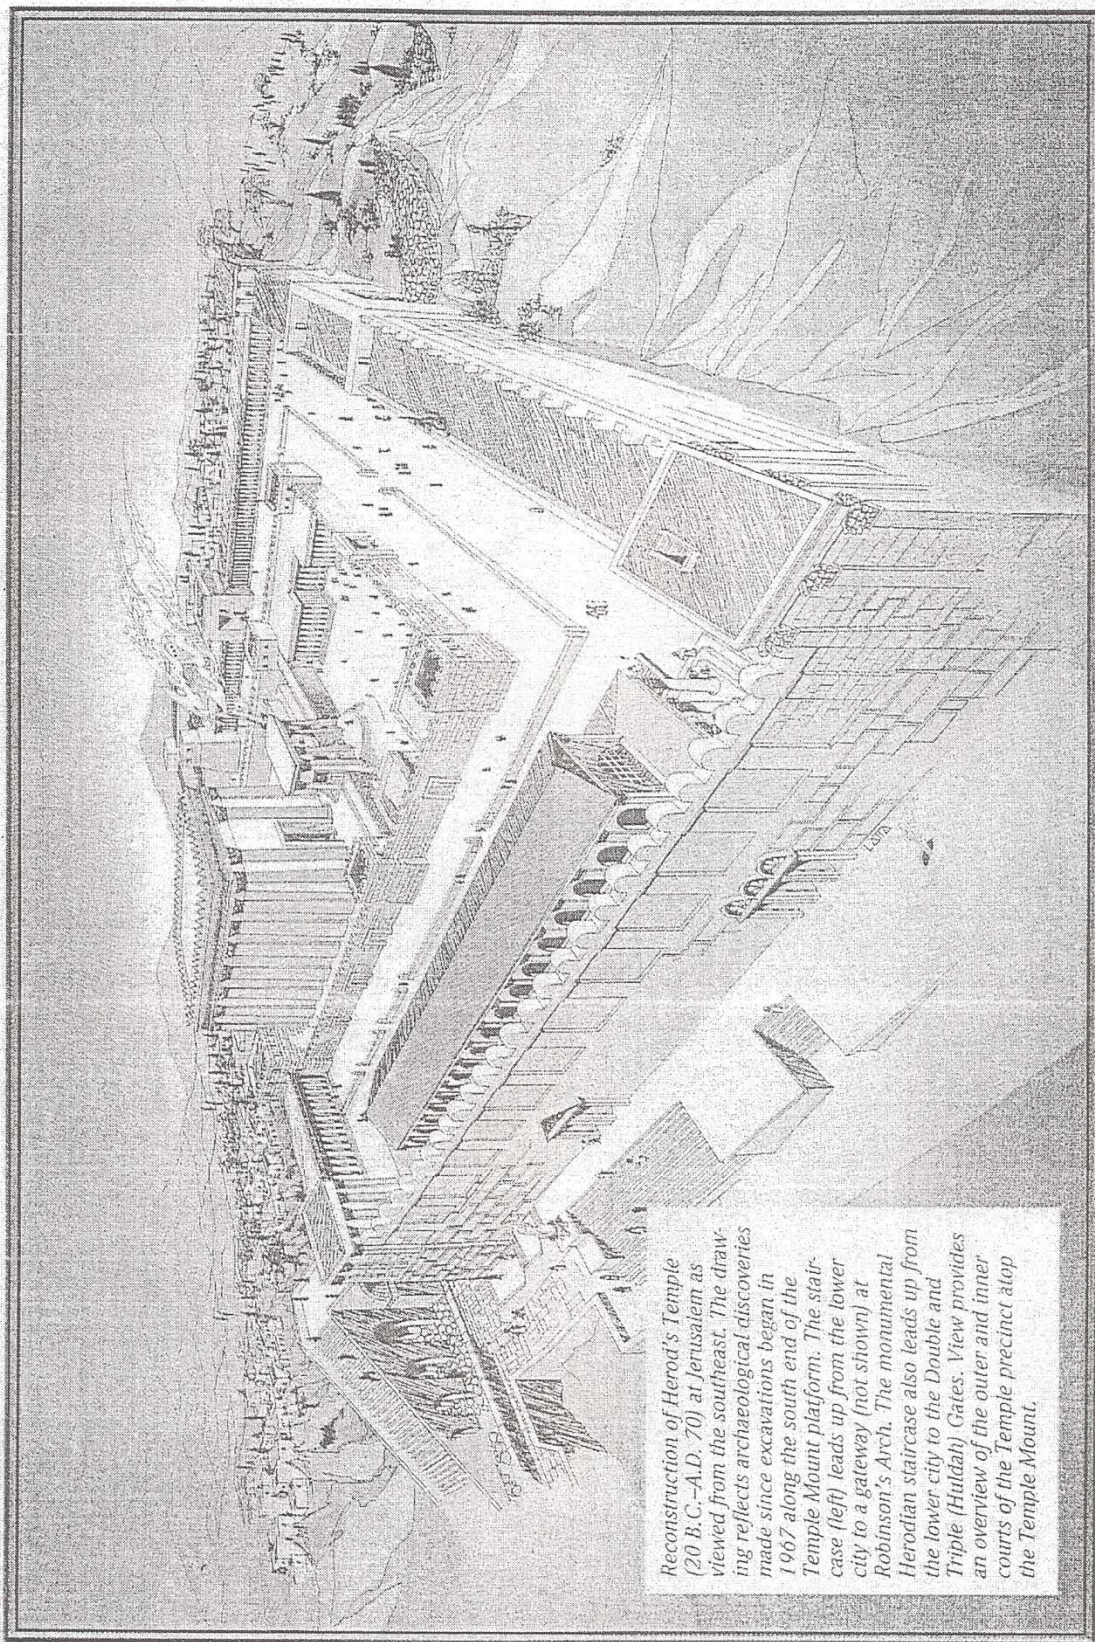 Reconstruction of Herod's Temple
(20 B.C.–A.D. 70) at Jerusalem as
viewed from the southeast. The draw-
ing reflects archaeological discoveries
made since excavations began in
1967 along the south end of the
Temple Mount platform. The stair-
case (left) leads up from the lower
city to a gateway (not shown) at
Robinson's Arch. The monumental
Herodian staircase also leads up from
the lower city to the Double and
Triple (Huldah) Gates. View provides
an overview of the outer and inner
courts of the Temple precinct atop
the Temple Mount.